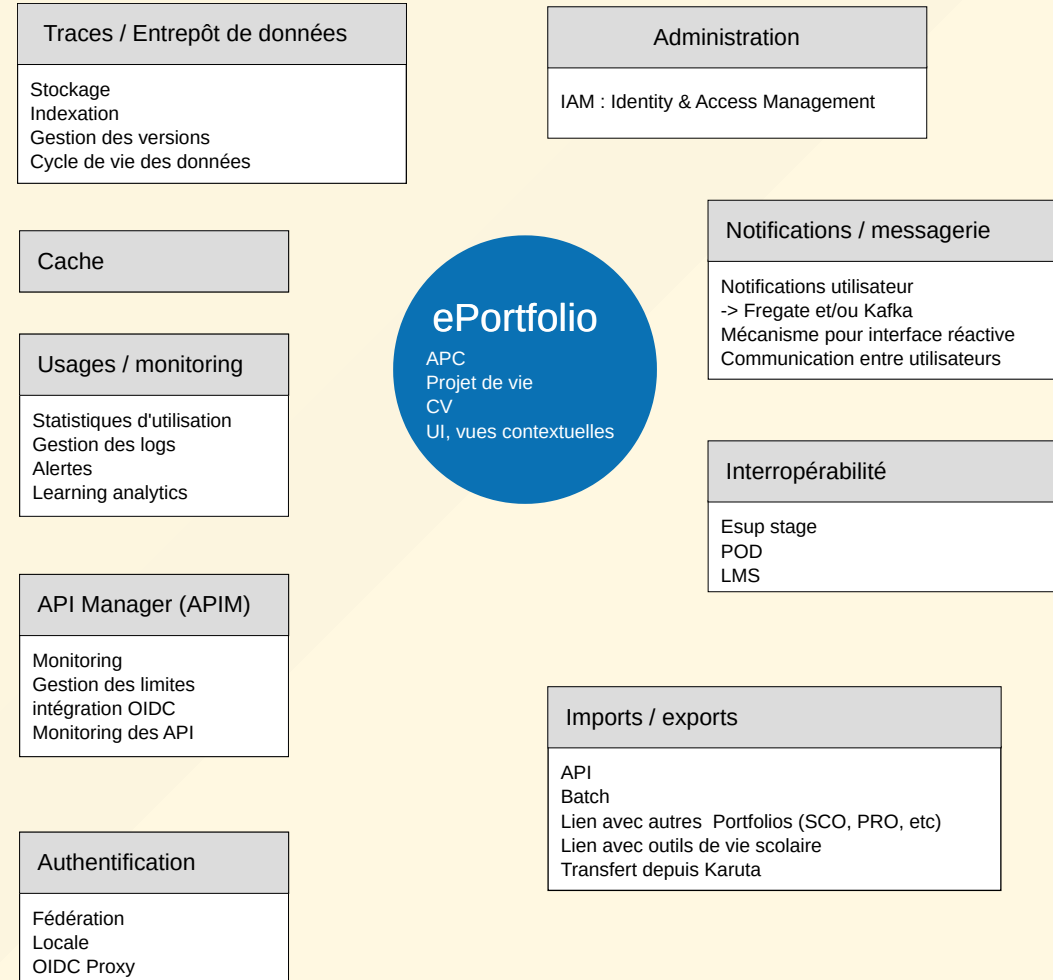 Traces / Entrepôt de données
Stockage
Indexation
Gestion des versions
Cycle de vie des données
Administration
IAM : Identity & Access Management
Cache
Notifications / messagerie
Notifications utilisateur
-> Fregate et/ou Kafka
Mécanisme pour interface réactive
Communication entre utilisateurs
ePortfolio
APC
Projet de vie
CV
UI, vues contextuelles
Usages / monitoring
Statistiques d'utilisation
Gestion des logs
Alertes
Learning analytics
Interropérabilité
Esup stage
POD
LMS
API Manager (APIM)
Monitoring
Gestion des limites
intégration OIDC
Monitoring des API
Imports / exports
API
Batch
Lien avec autres  Portfolios (SCO, PRO, etc)
Lien avec outils de vie scolaire
Transfert depuis Karuta
Authentification
Fédération
Locale
OIDC Proxy